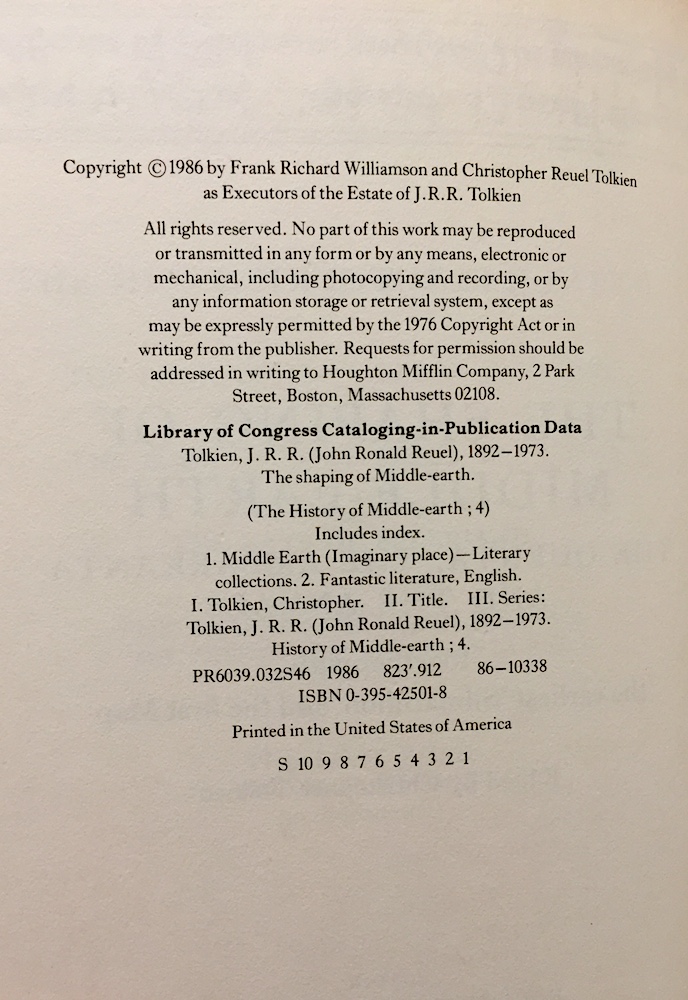 Copyright ©1986 by Frank Richard Williamson and Christopher Reuel Tolkien
as Executors of the Estate of J.R.R. Tolkien
All rights reserved. No part of this work may be reproduced
or transmitted in any form or by any means, electronic or
mechanical, including photocopying and recording, or by
any information storage or retrieval system, except as
may be expressly permitted by the 1976 Copyright Act or in
writing from the publisher. Requests for permission should be
addressed in writing to Houghton Mifflin Company, 2 Park
Street, Boston, Massachusetts 02108.
Library of Congress Cataloging-in-Publication Data
Tolkien, J. R. R. (John Ronald Reuel), 1892–1973.
The shaping of Middle-earth.
(The History of Middle-earth ; 4)
Includes index.
1. Middle Earth (Imaginary place)—Literary
collections. 2. Fantastic literature, English.
I. Tolkien, Christopher. II. Title. III. Series:
Tolkien, J. R. R. (John Ronald Reuel), 1892–1973.
History of Middle-earth ; 4.
PR6039.032S46 1986 823′.912 86–10338
ISBN 0-395-42501-8
Printed in the United States of America
S 10 9 8 7 6 5 4 3 2 1